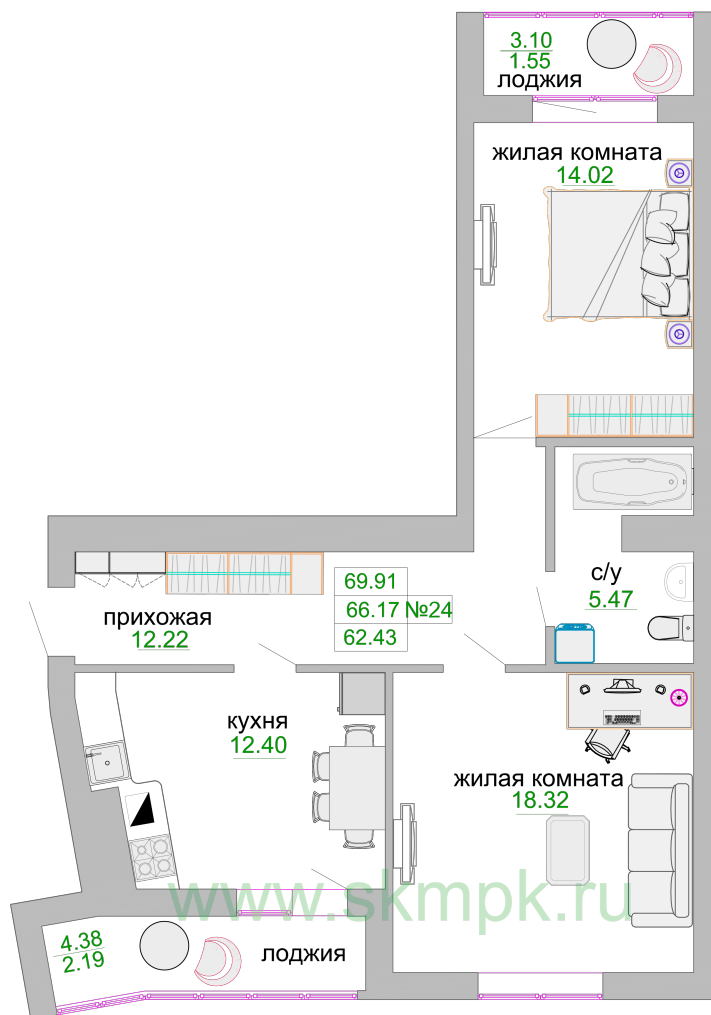 3.10
1.55
лоджия
жилая комната
14.02
с/у
5.47
69.91
66.17 №24
62.43
прихожая
12.22
кухня
12.40
жилая комната
18.32
www.skmpk.ru
4.38
2.19
лоджия